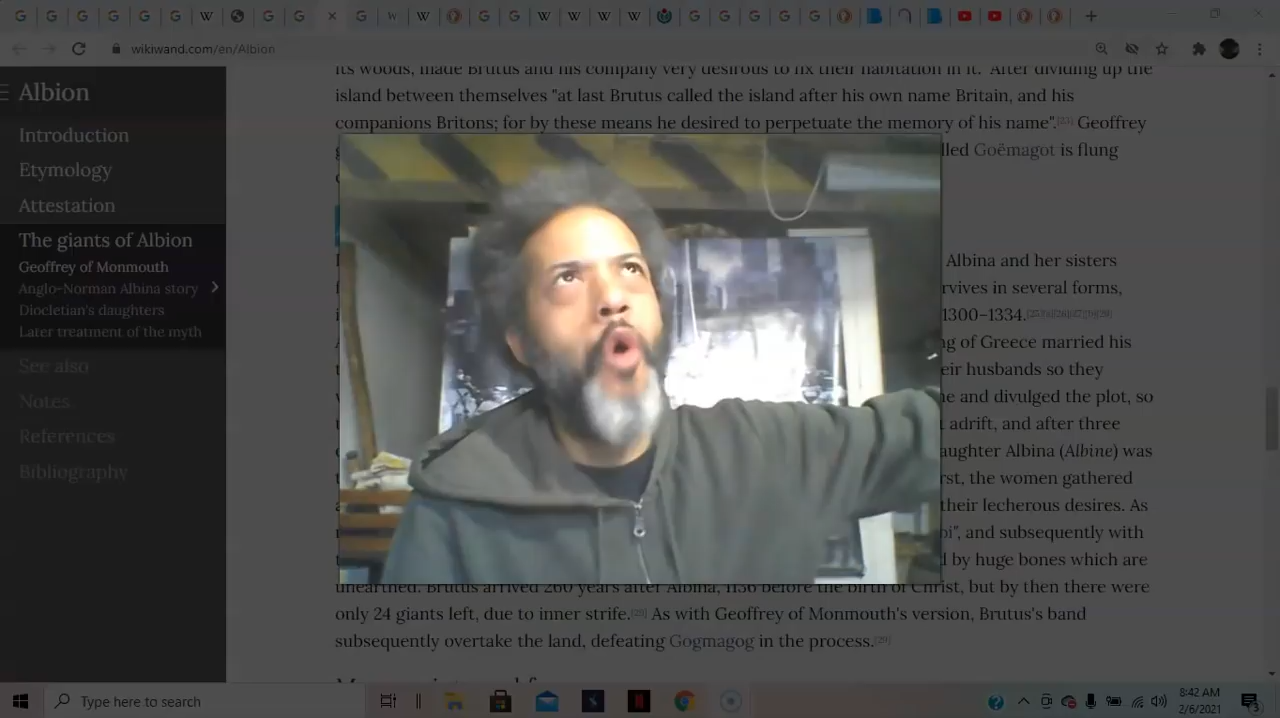 wikiwand.com/en/Albion
its woods, made Brutus and his company very desirous to fix their habitation in it." After dividing up the
Albion
island between themselves "at last Brutus called the island after his own name Britain, and his
companions Britons; for by these means he desired to perpetuate the memory of his name".[23] Geoffrey
Introduction
Goëmagot is flung
Etymology
Attestation
The giants of Albion
Albina and her sisters
Geoffrey of Monmouth
Anglo-Norman Albina story
in several forms,
Diocletian's daughters
1300–1334.
Later treatment of the myth
of Greece married his
See also
husbands so they
Notes
and divulged the plot, so
adrift, and after three
References
Albina (Albine) was
Bibliography
the women gathered
their lecherous desires. As
and subsequently with
by huge bones which are
unearthed. Brutus arrived 260 years after Albina, 1136 before the birth of Christ, but by then there were
only 24 giants left, due to inner strife. As with Geoffrey of Monmouth's version, Brutus's band
subsequently overtake the land, defeating Gogmagog in the process.[29]
Type here to search
8:42 AM
2/6/2021